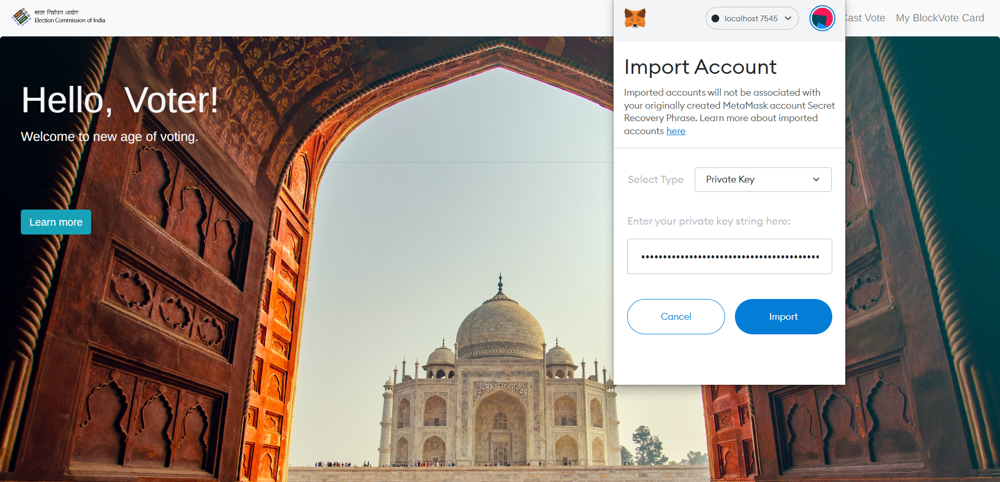 भारत निर्वाचन आयोग
Election Commission of India
localhost 7545
Cast Vote
My BlockVote Card
Hello, Voter!
Welcome to new age of voting.
Learn more
Import Account
Imported accounts will not be associated with
your originally created MetaMask account Secret
Recovery Phrase. Learn more about imported
accounts here
Select Type
Private Key
Enter your private key string here:
Cancel
Import